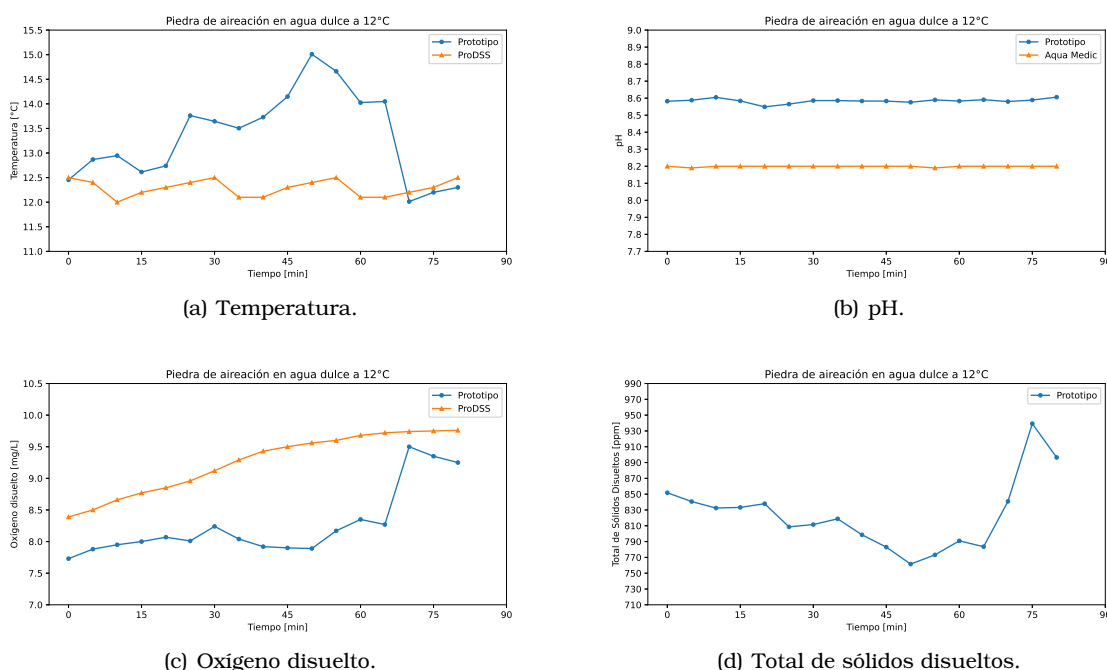 Piedra de aireación en agua dulce a 12°C
15.5
15.0
14.5
14.0
13.5
13.0
12.5
12.0
11.5
11.0
Temperatura [°C]
Prototipo
ProDSS
0 15 30 45 60 75 90
Tiempo [min]
(a) Temperatura.
Piedra de aireación en agua dulce a 12°C
9.0
8.9
8.8
8.7
8.6
8.5
8.4
8.3
8.2
8.1
8.0
7.9
7.8
7.7
pH
Prototipo
Aqua Medic
0 15 30 45 60 75 90
Tiempo [min]
(b) pH.
Piedra de aireación en agua dulce a 12°C
10.5
10.0
9.5
9.0
8.5
8.0
7.5
7.0
Oxígeno disuelto [mg/L]
Prototipo
ProDSS
0 15 30 45 60 75 90
Tiempo [min]
(c) Oxígeno disuelto.
Piedra de aireación en agua dulce a 12°C
990
970
950
930
910
890
870
850
830
810
790
770
750
730
710
Total de Sólidos Disueltos [ppm]
Prototipo
0 15 30 45 60 75 90
Tiempo [min]
(d) Total de sólidos disueltos.